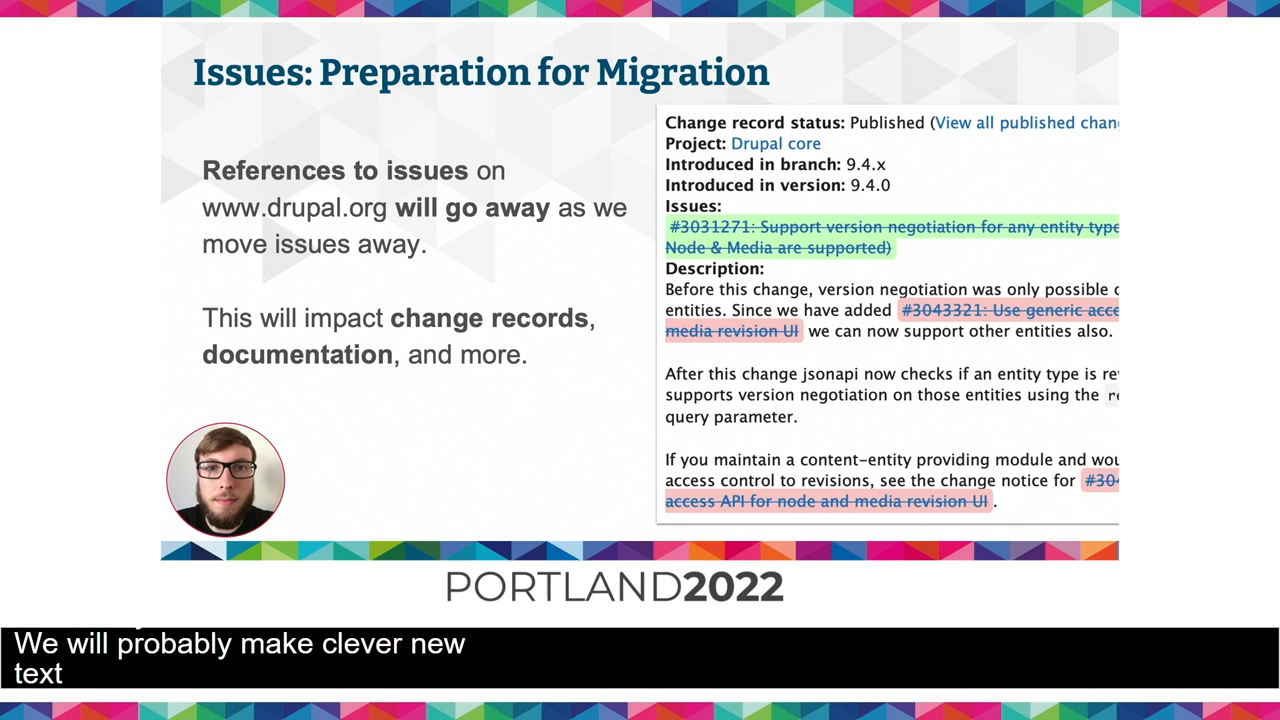 Issues: Preparation for Migration
References to issues on
www.drupal.org will go away as we
move issues away.
This will impact change records,
documentation, and more.
Change record status: Published (View all published chan
Project: Drupal core
Introduced in branch: 9.4.x
Introduced in version: 9.4.0
Issues:
#3031271: Support version negotiation for any entity type
Node & Media are supported)
Description:
Before this change, version negotiation was only possible
entities. Since we have added #3043321: Use generic acce
media revision UI we can now support other entities also.
After this change jsonapi now checks if an entity type is re
supports version negotiation on those entities using the re
query parameter.
If you maintain a content-entity providing module and wou
access control to revisions, see the change notice for #304
access API for node and media revision UI.
PORTLAND2022
We will probably make clever new
text